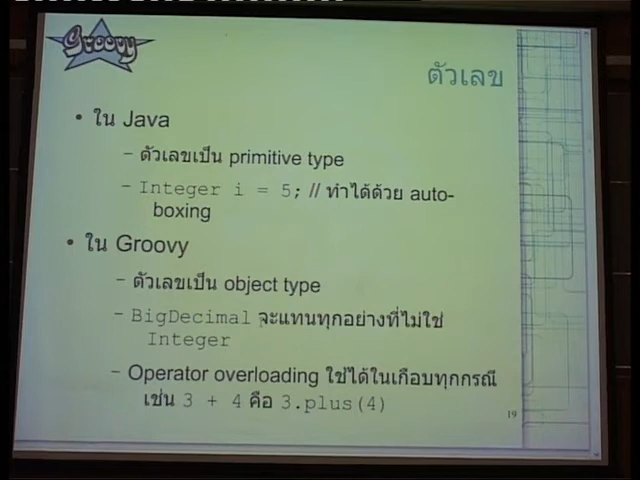 Groovy
ตัวเลข
• ใน Java
– ตัวเลขเป็น primitive type
– Integer i = 5; // ทำได้ด้วย auto-
boxing
• ใน Groovy
– ตัวเลขเป็น object type
– BigDecimal จะแทนทุกอย่างที่ไม่ใช่
Integer
– Operator overloading ใช้ได้ในเกือบทุกกรณี
เช่น 3 + 4 คือ 3.plus(4)
19